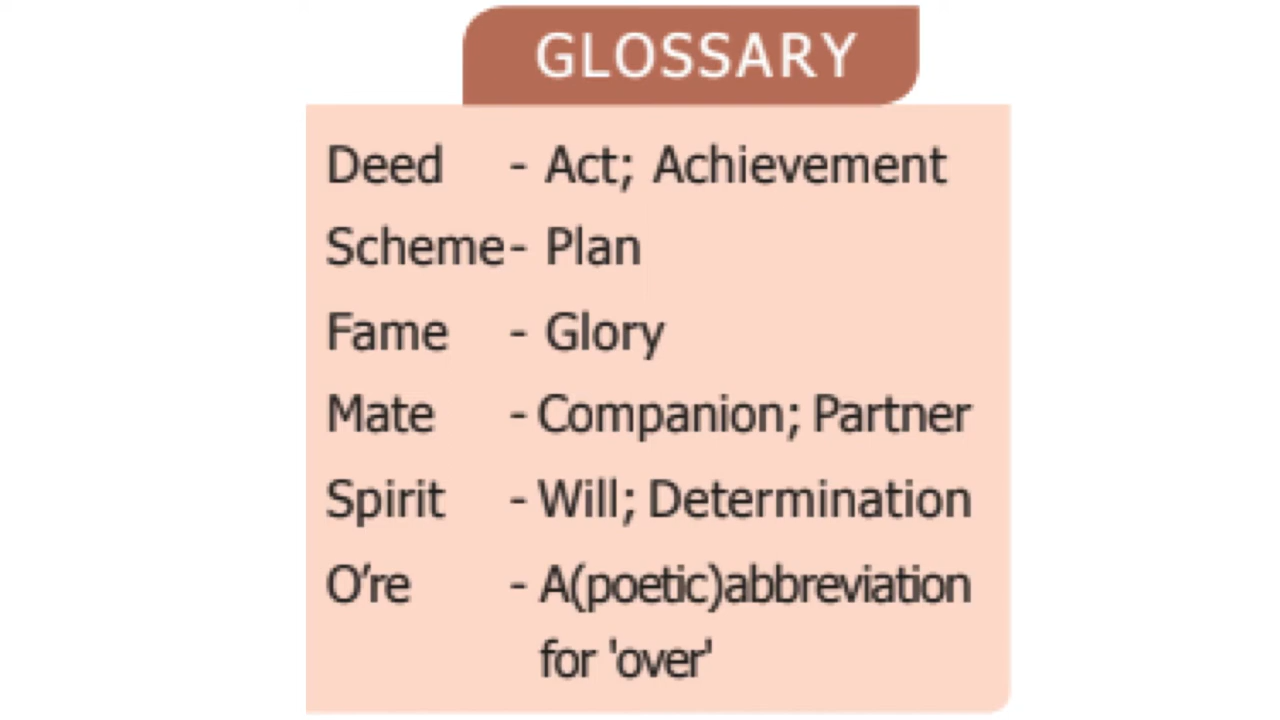 GLOSSARY
Deed - Act; Achievement
Scheme - Plan
Fame - Glory
Mate - Companion; Partner
Spirit - Will; Determination
O’re - A(poetic)abbreviation
for 'over'